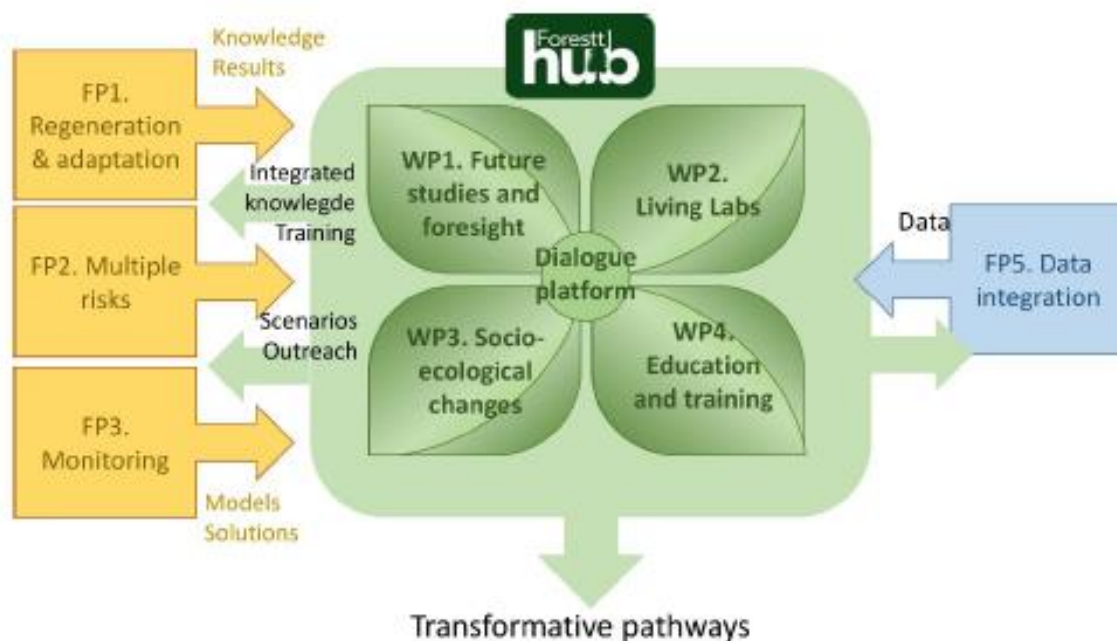 Forestt
hub
Knowledge
Results
FP1.
Regeneration
& adaptation
Integrated
knowlegde
Training
FP2. Multiple
risks
Scenarios
Outreach
FP3.
Monitoring
Models
Solutions
WP1. Future
studies and
foresight
WP2.
Living Labs
Dialogue
platform
WP3. Socio-
ecological
changes
WP4.
Education
and training
Data
FP5. Data
integration
Transformative pathways